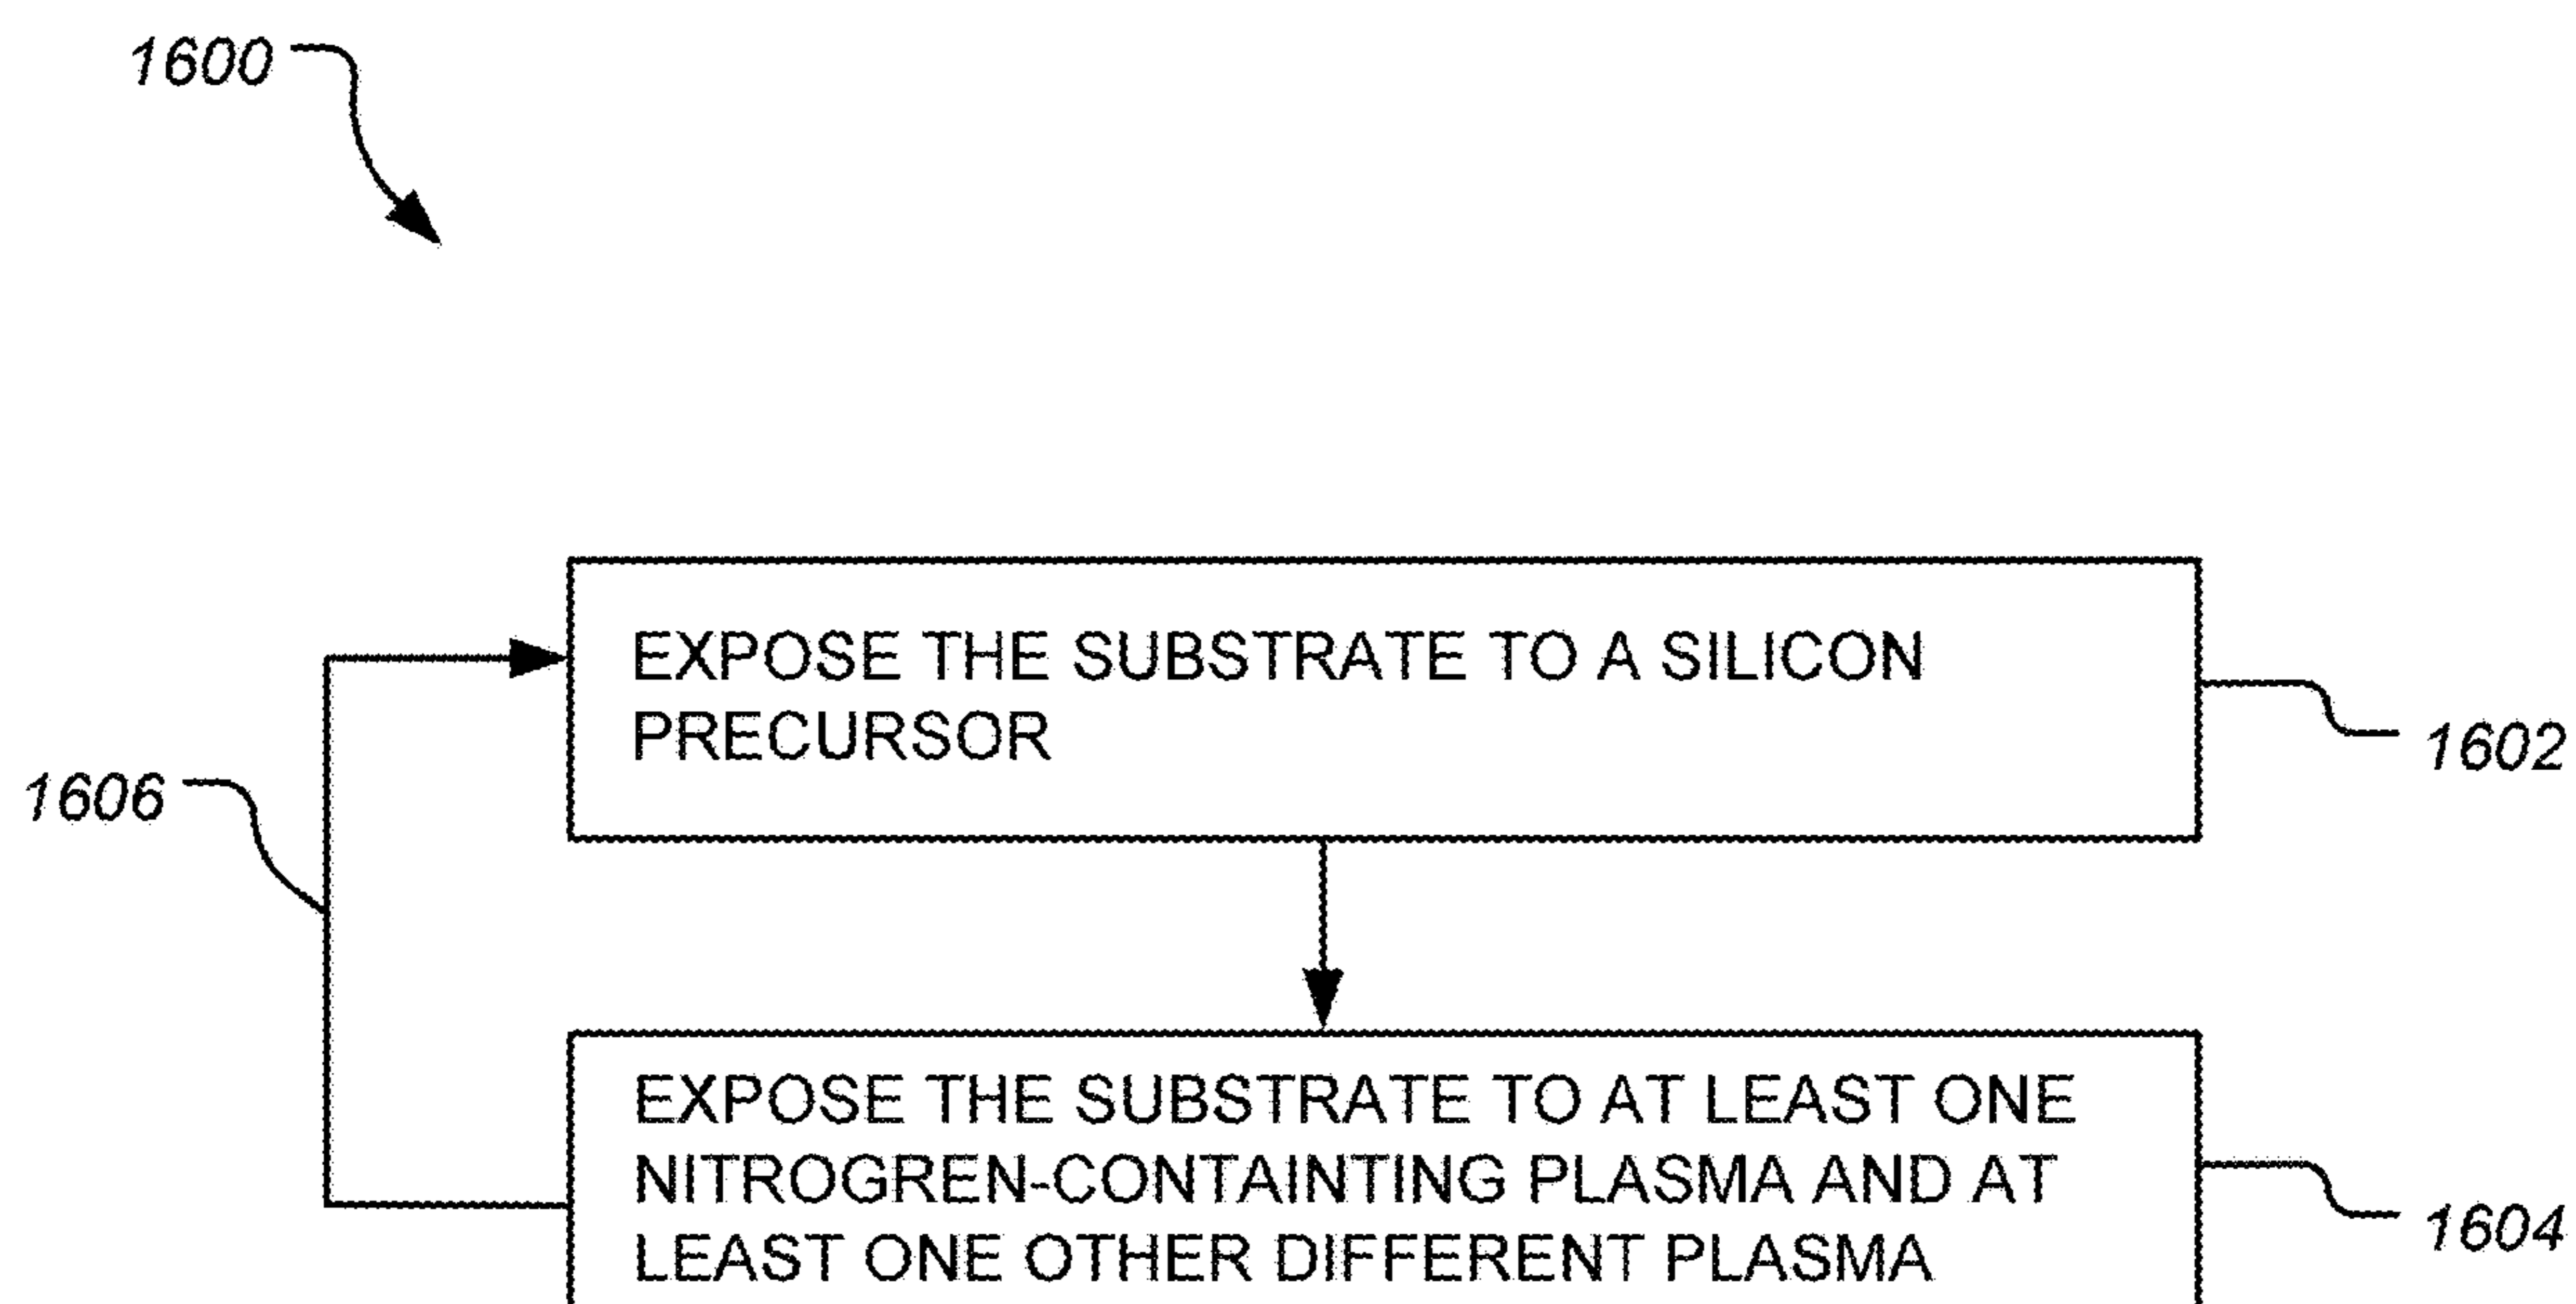 1600
EXPOSE THE SUBSTRATE TO A SILICON
PRECURSOR
1602
1606
EXPOSE THE SUBSTRATE TO AT LEAST ONE
NITROGREN-CONTAINTING PLASMA AND AT
LEAST ONE OTHER DIFFERENT PLASMA
1604